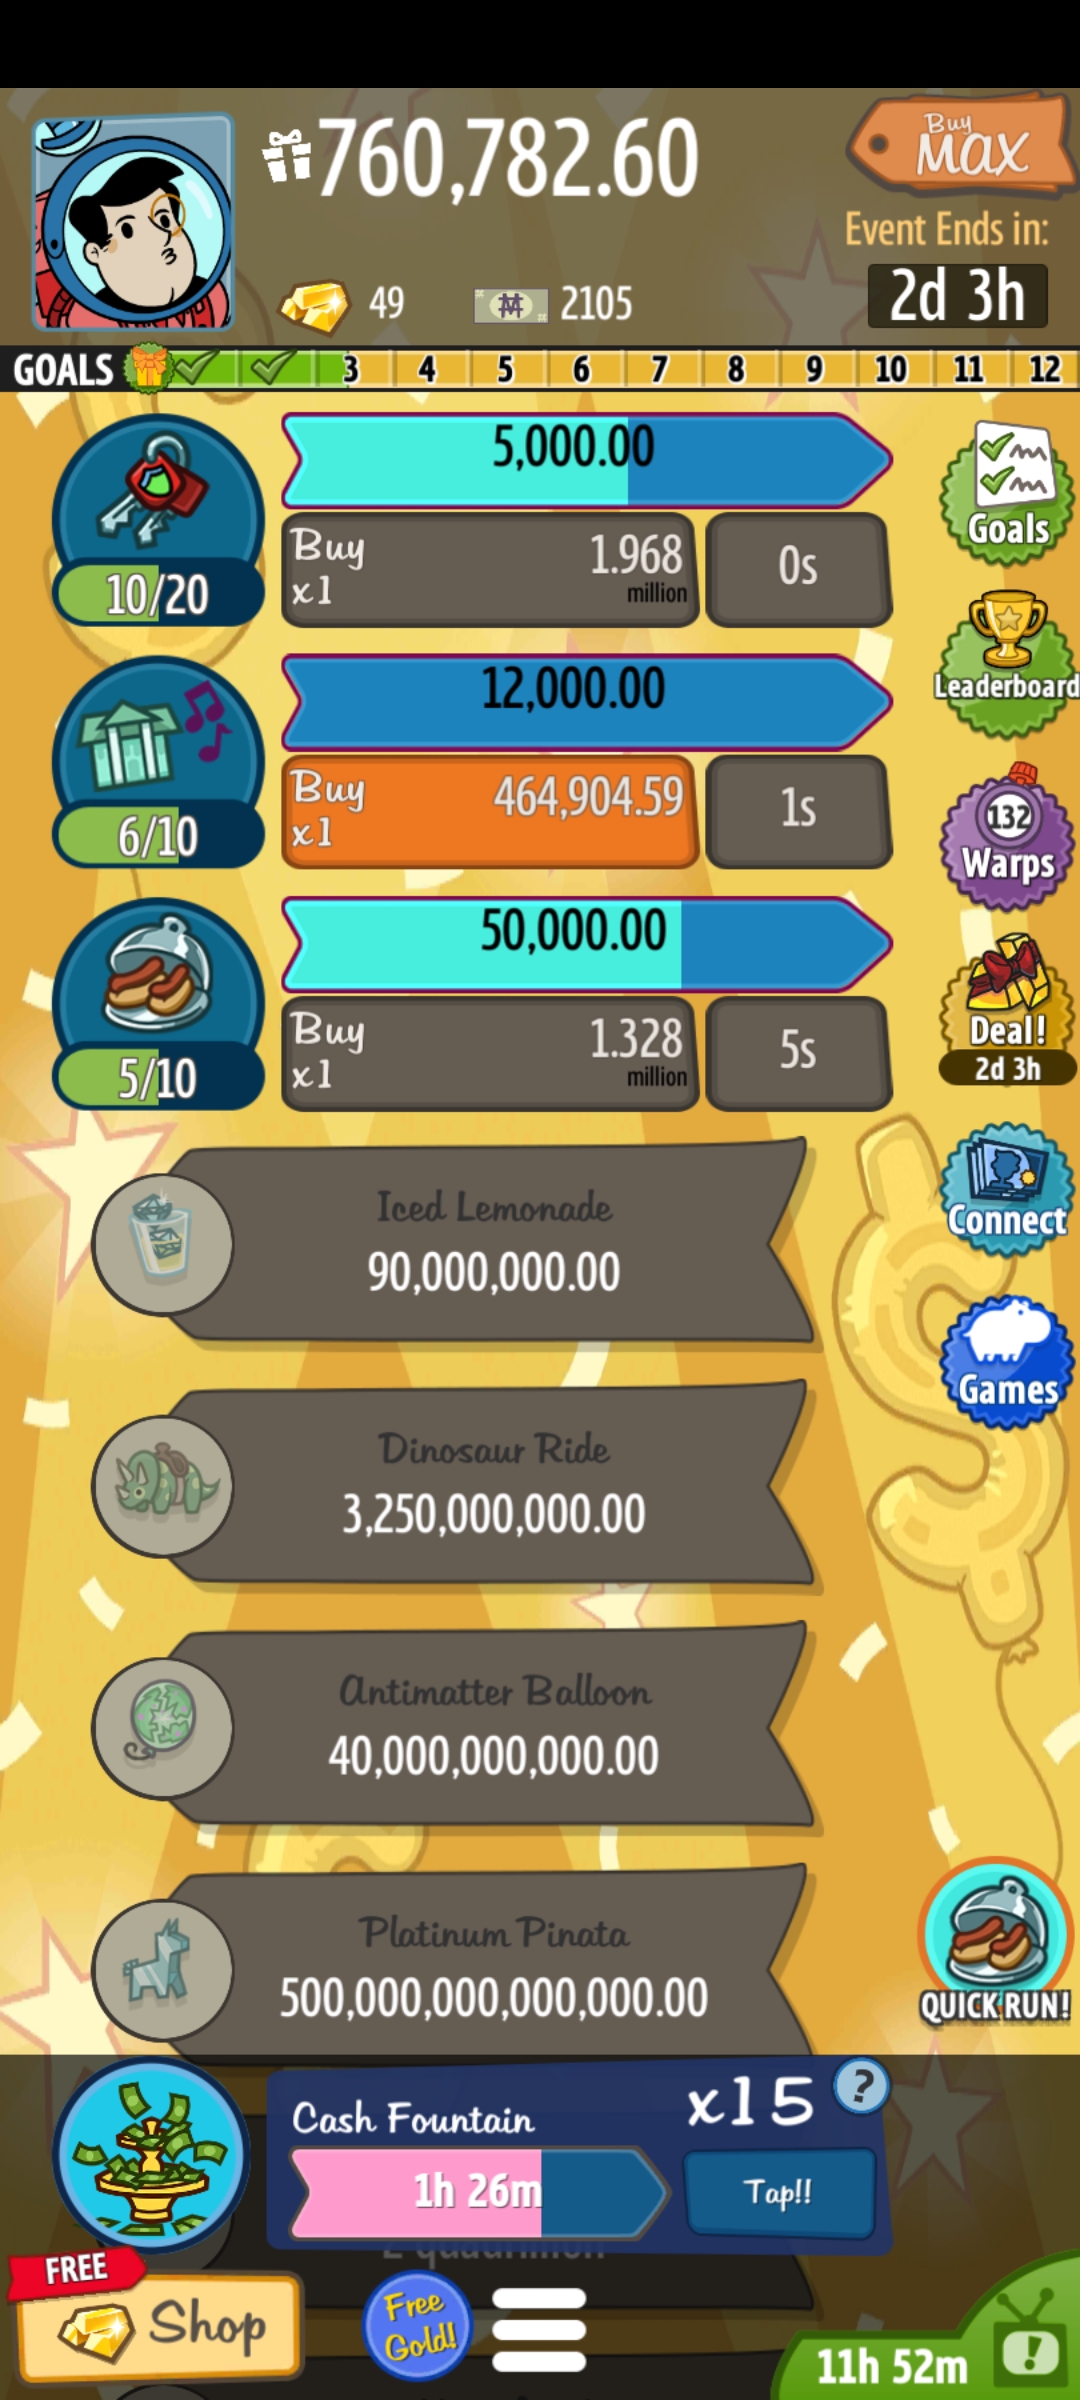 760,782.60
Buy
MAX
Event Ends in:
49
2105
2d 3h
GOALS 3 4 5 6 7 8 9 10 11 12
5,000.00
Buy
x1
1.968
million
0s
10/20
Goals
12,000.00
Buy
x1
464,904.59
1s
6/10
Leaderboard
132
Warps
50,000.00
Buy
x1
1.328
million
5s
5/10
Deal!
2d 3h
Iced Lemonade
90,000,000.00
Connect
Games
Dinosaur Ride
3,250,000,000.00
Antimatter Balloon
40,000,000,000.00
Platinum Pinata
500,000,000,000,000.00
QUICK RUN!
Cash Fountain
x15
?
1h 26m
Tap!!
2 quadrillion
FREE
Shop
Free
Gold!
11h 52m
!